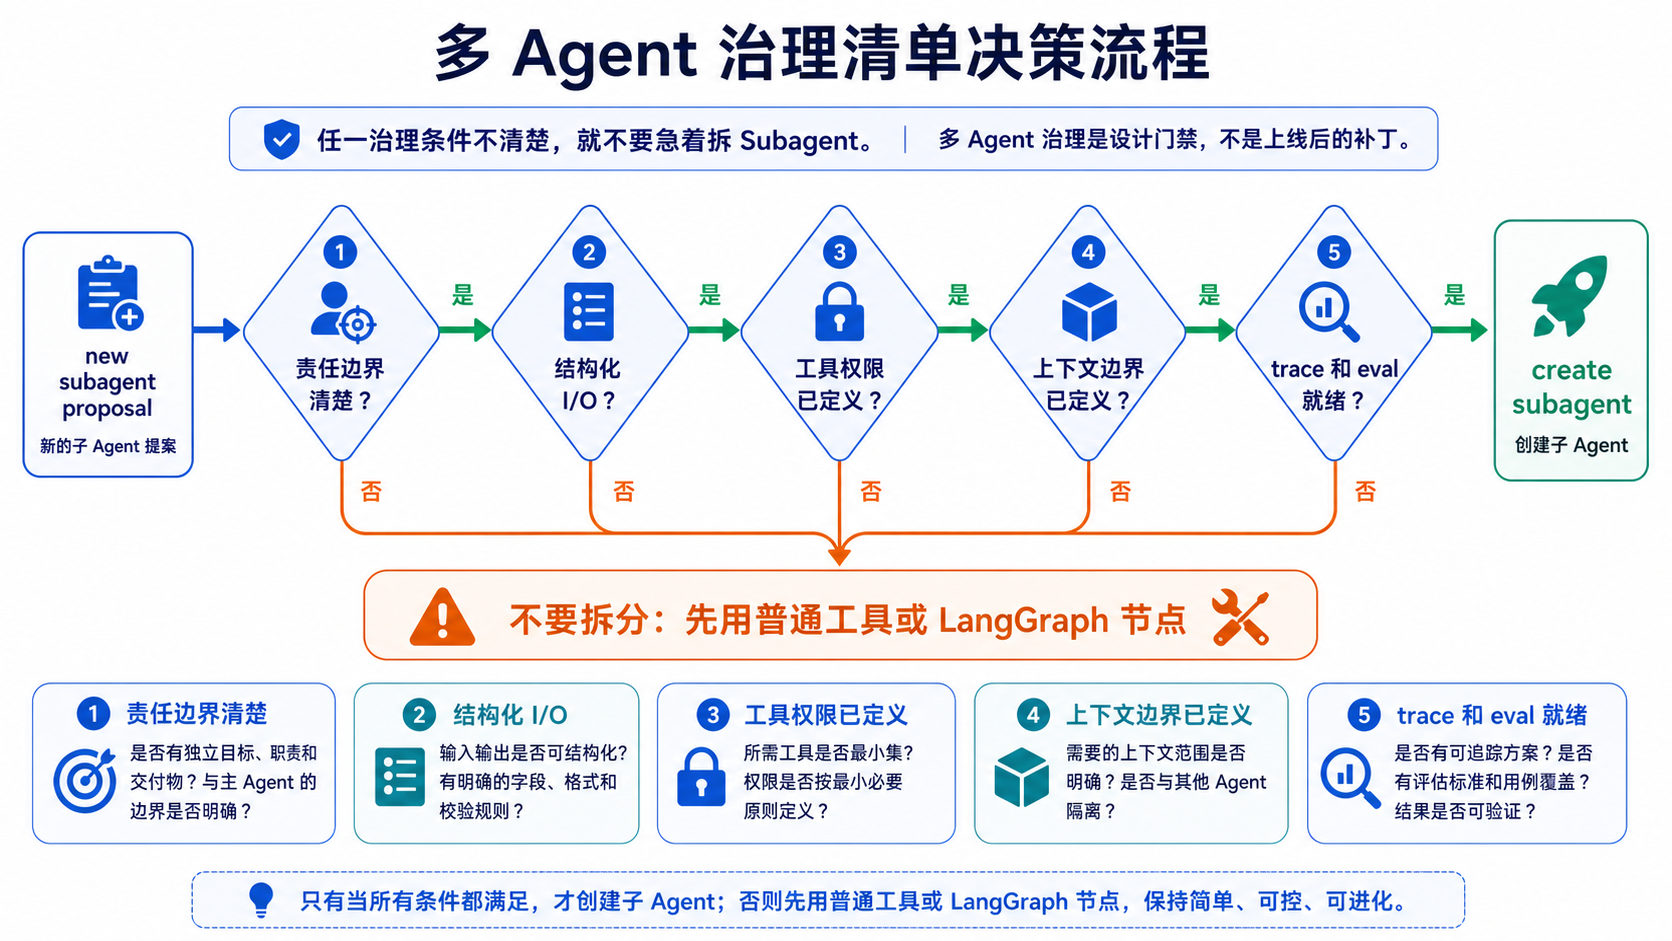 多 Agent 治理清单决策流程
任一治理条件不清楚，就不要急着拆 Subagent。
多 Agent 治理是设计门禁，不是上线后的补丁。
new
subagent
proposal
新的子 Agent 提案
1
责任边界
清楚？
是
否
2
结构化
I/O？
是
否
3
工具权限
已定义？
是
否
4
上下文边界
已定义？
是
否
5
trace 和 eval
就绪？
是
否
create
subagent
创建子 Agent
不要拆分：先用普通工具或 LangGraph 节点
1 责任边界清楚
是否有独立目标、职责和
交付物？与主 Agent 的
边界是否明确？
2 结构化 I/O
输入输出是否可结构化？
有明确的字段、格式和
校验规则？
3 工具权限已定义
所需工具是否最小集？
权限是否按最小必要
原则定义？
4 上下文边界已定义
需要的上下文范围是否
明确？是否与其他 Agent
隔离？
5 trace 和 eval 就绪
是否有可追踪方案？是否
有评估标准和用例覆盖？
结果是否可验证？
只有当所有条件都满足，才创建子 Agent；否则先用普通工具或 LangGraph 节点，保持简单、可控、可进化。